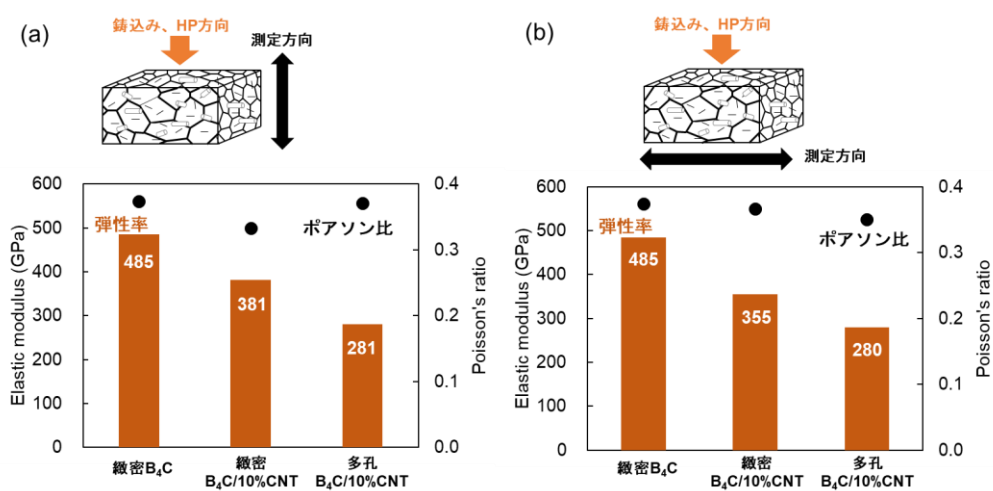 (a)
鋳込み、HP方向
測定方向
600
500
400
300
200
100
0
Elastic modulus (GPa)
弾性率
485
381
281
ポアソン比
0.4
0.3
0.2
0.1
0.0
Poisson's ratio
緻密B₄C
緻密
B₄C/10%CNT
多孔
B₄C/10%CNT
(b)
鋳込み、HP方向
測定方向
600
500
400
300
200
100
0
Elastic modulus (GPa)
弾性率
485
355
280
ポアソン比
0.4
0.3
0.2
0.1
0.0
Poisson's ratio
緻密B₄C
緻密
B₄C/10%CNT
多孔
B₄C/10%CNT